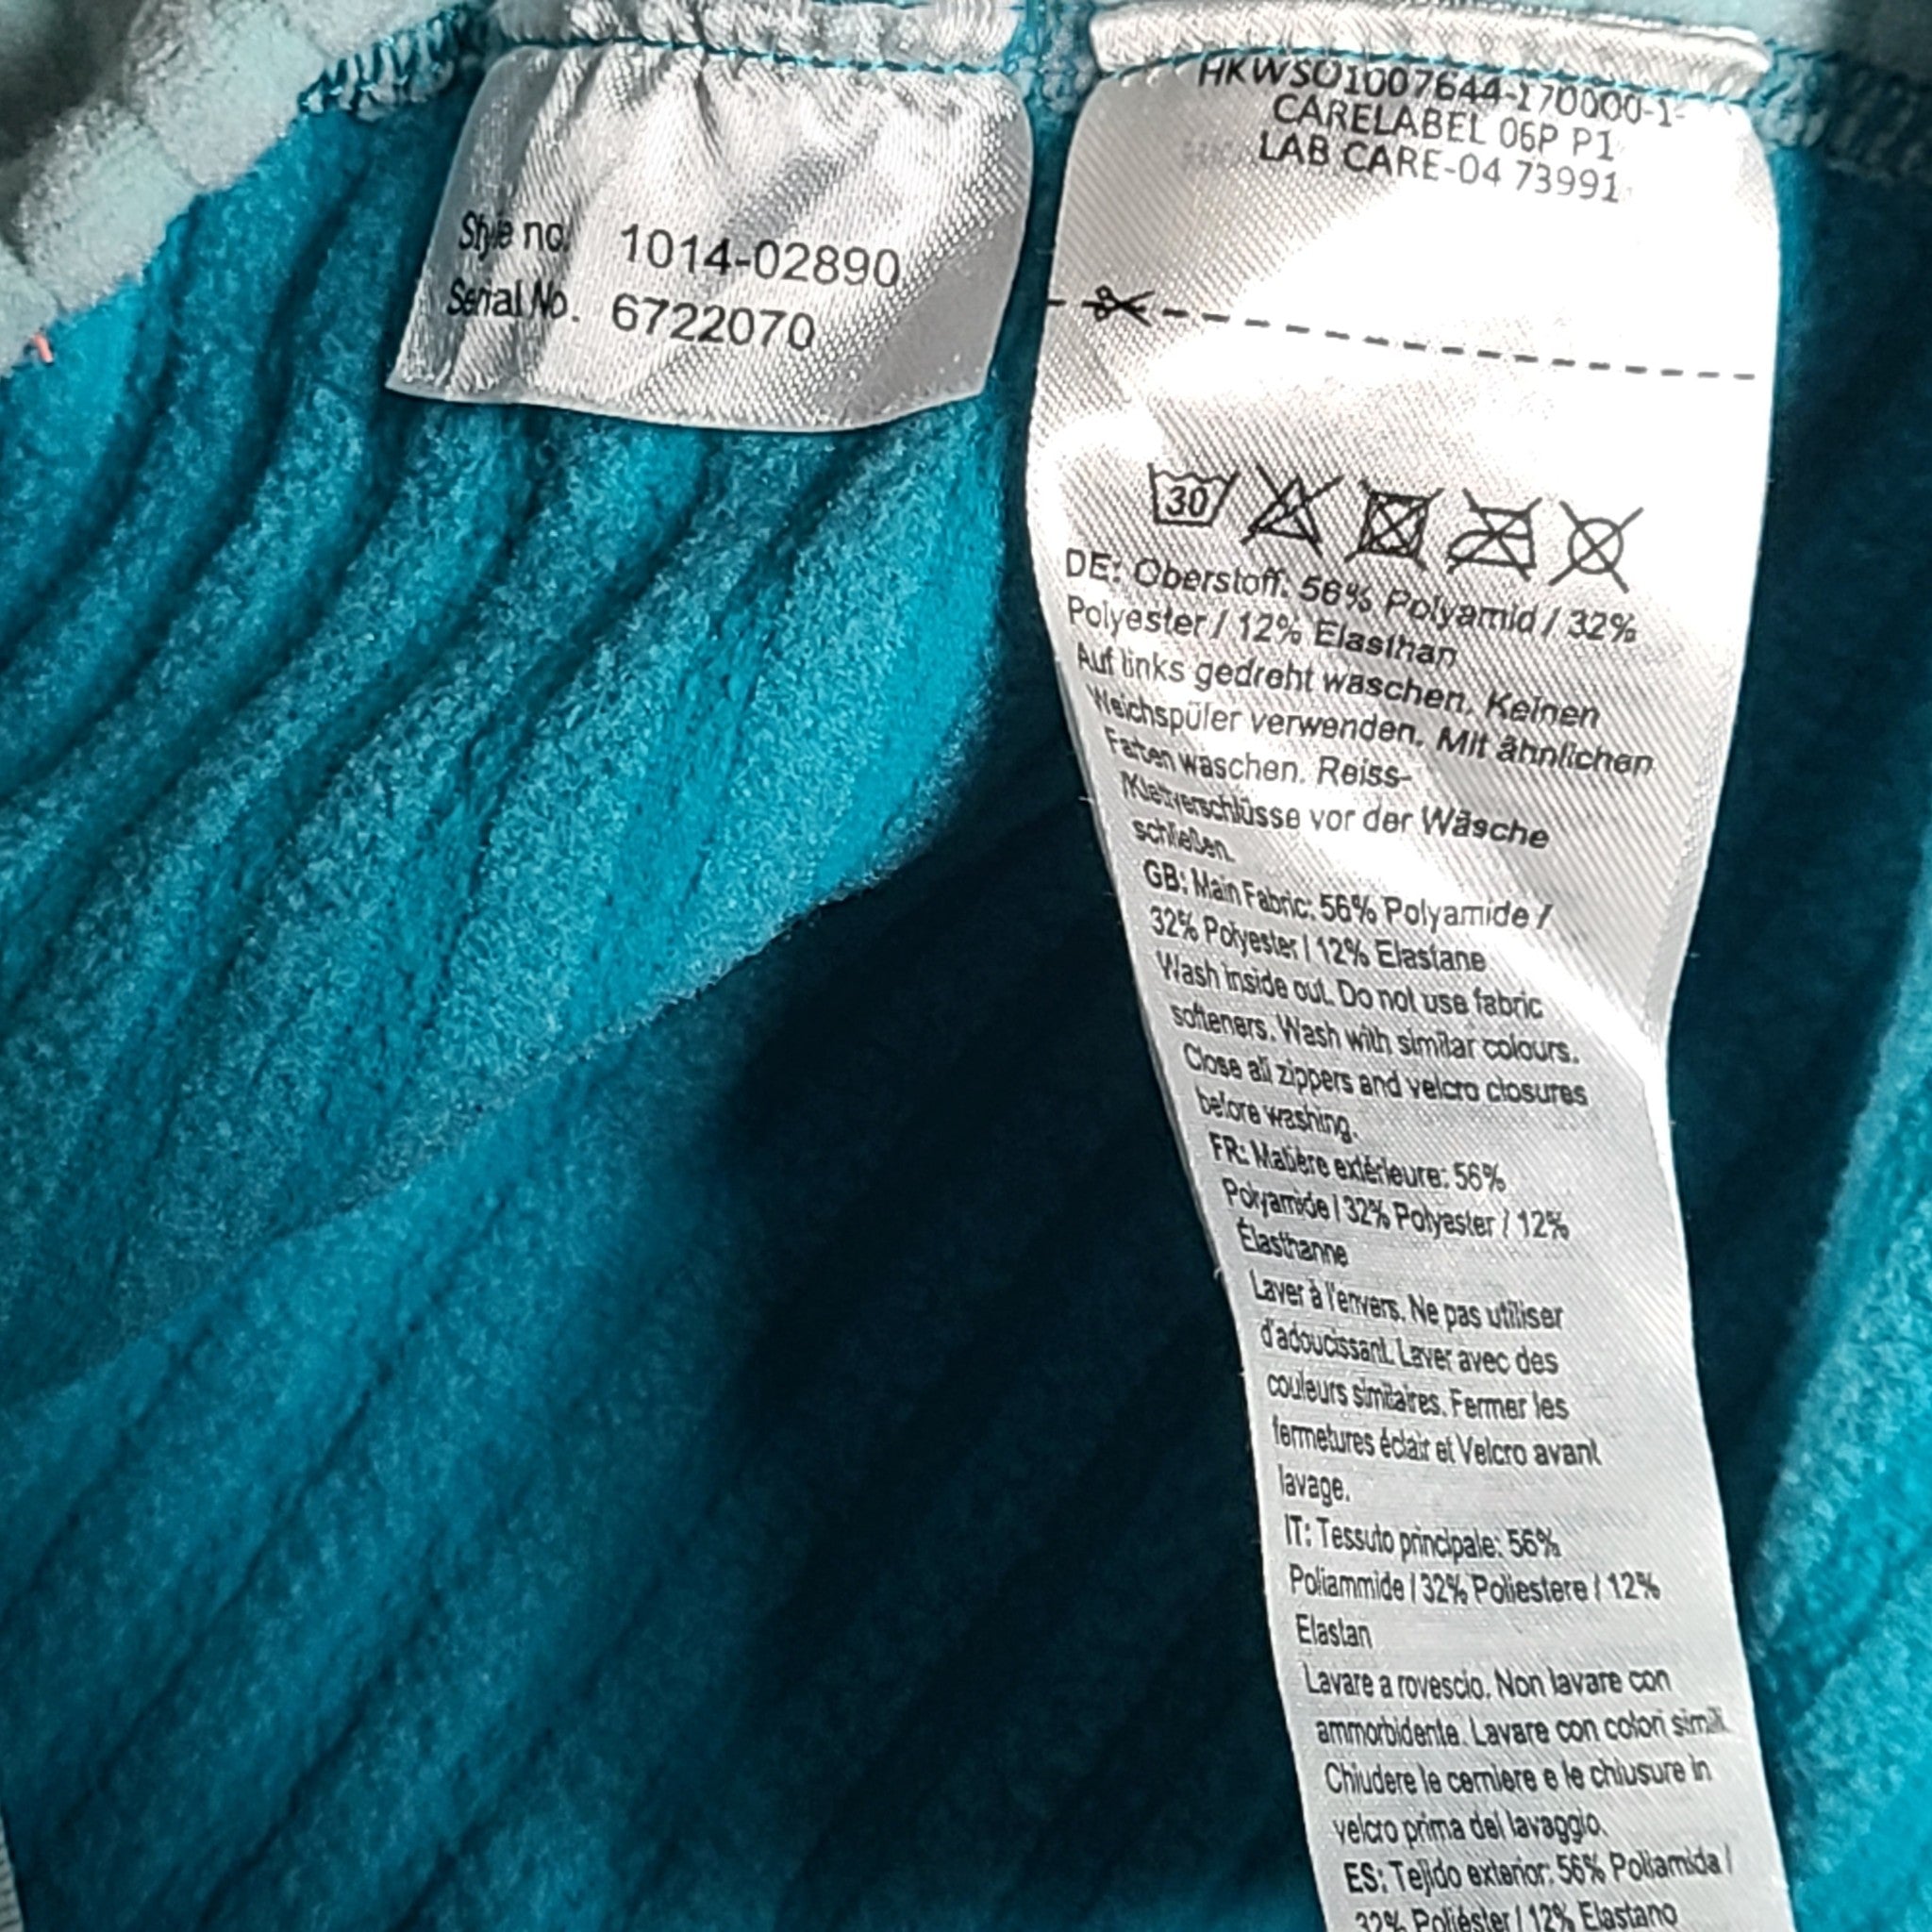 Style no. 1014-02890
Serial No. 6722070
HKWSO1007644-170000-1-
CARELABEL 06P P1
LAB CARE-04 73991
30
DE: Oberstoff: 56% Polyamid / 32%
Polyester / 12% Elasthan
Auf links gedreht waschen. Keinen
Weichspüler verwenden. Mit ähnlichen
Farben waschen. Reiss-
/Klettverschlüsse vor der Wäsche
schließen.
GB: Main Fabric: 56% Polyamide /
32% Polyester / 12% Elastane
Wash inside out. Do not use fabric
softeners. Wash with similar colours.
Close all zippers and velcro closures
before washing.
FR: Matière extérieure: 56%
Polyamide / 32% Polyester / 12%
Élasthanne
Laver à l'envers. Ne pas utiliser
d'adoucissant. Laver avec des
couleurs similaires. Fermer les
fermetures éclair et Velcro avant
lavage.
IT: Tessuto principale: 56%
Poliammide / 32% Poliestere / 12%
Elastan
Lavare a rovescio. Non lavare con
ammorbidente. Lavare con colori simili.
Chiudere le cerniere e le chiusure in
velcro prima del lavaggio.
ES: Tejido exterior: 56% Poliamida /
32% Poliéster / 12% Elastano